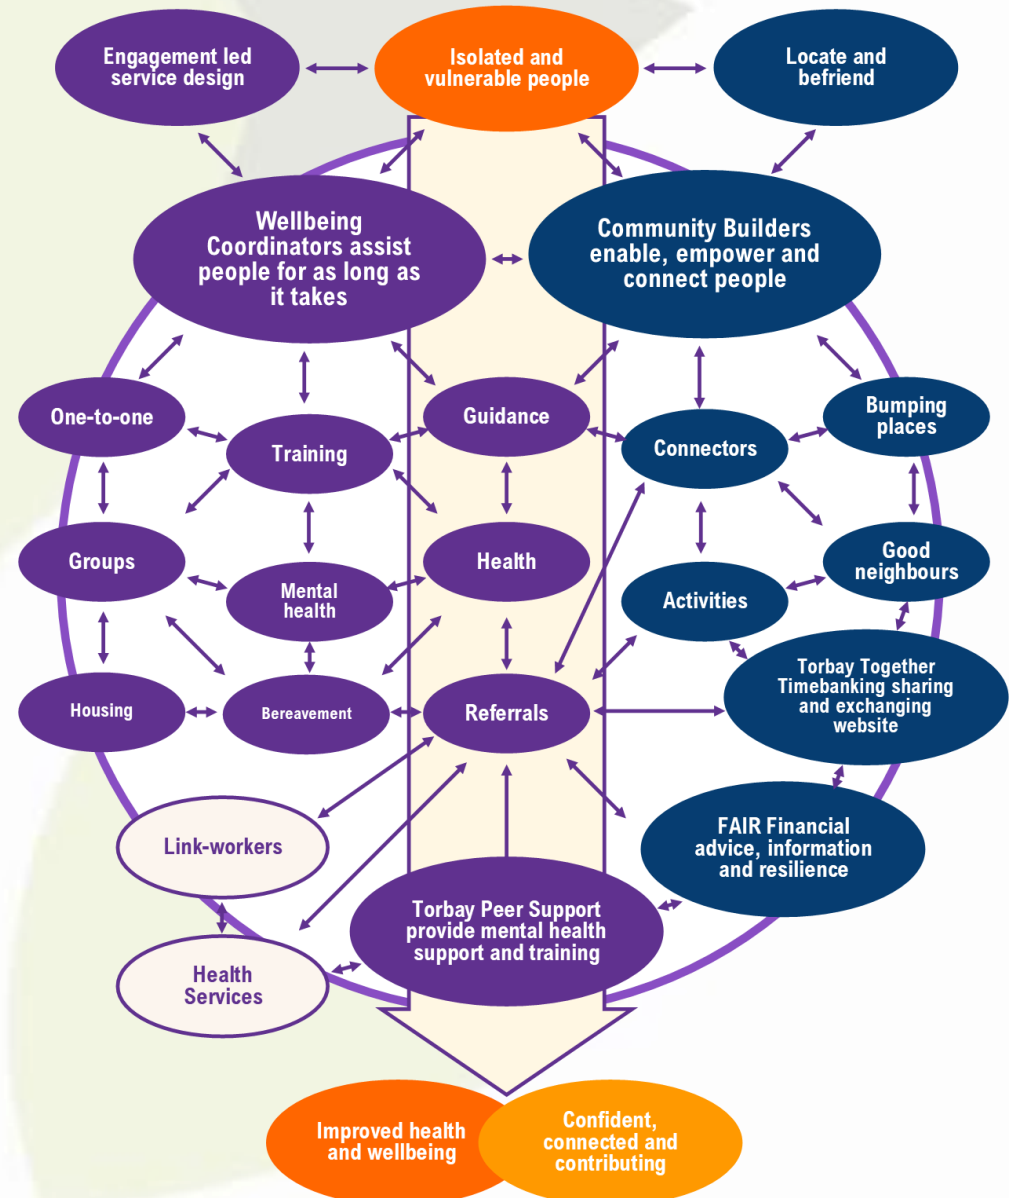 Engagement led
service design
Isolated and
vulnerable people
Locate and
befriend
Wellbeing
Coordinators assist
people for as long as
it takes
Community Builders
enable, empower and
connect people
One-to-one
Training
Guidance
Connectors
Bumping
places
Groups
Mental
health
Health
Activities
Good
neighbours
Housing
Bereavement
Referrals
Torbay Together
Timebanking sharing
and exchanging
website
Link-workers
FAIR Financial
advice, information
and resilience
Torbay Peer Support
provide mental health
support and training
Health
Services
Improved health
and wellbeing
Confident,
connected and
contributing